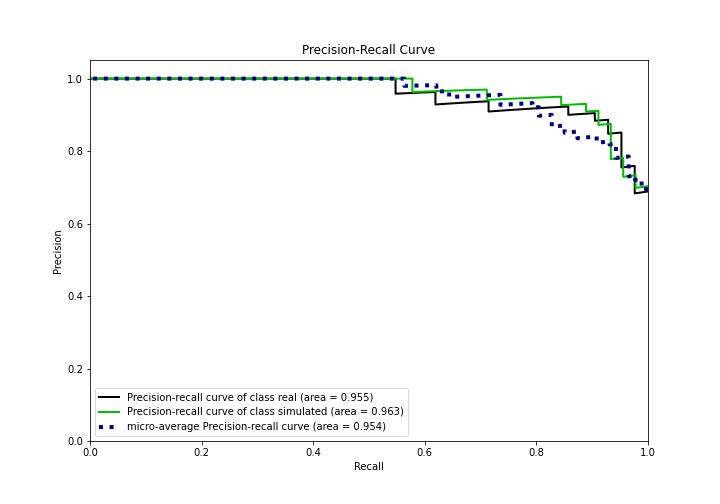 Precision-Recall Curve
1.0
0.8
0.6
0.4
0.2
0.0
Precision
Precision-recall curve of class real (area = 0.955)
Precision-recall curve of class simulated (area = 0.963)
micro-average Precision-recall curve (area = 0.954)
0.0 0.2 0.4 0.6 0.8 1.0
Recall